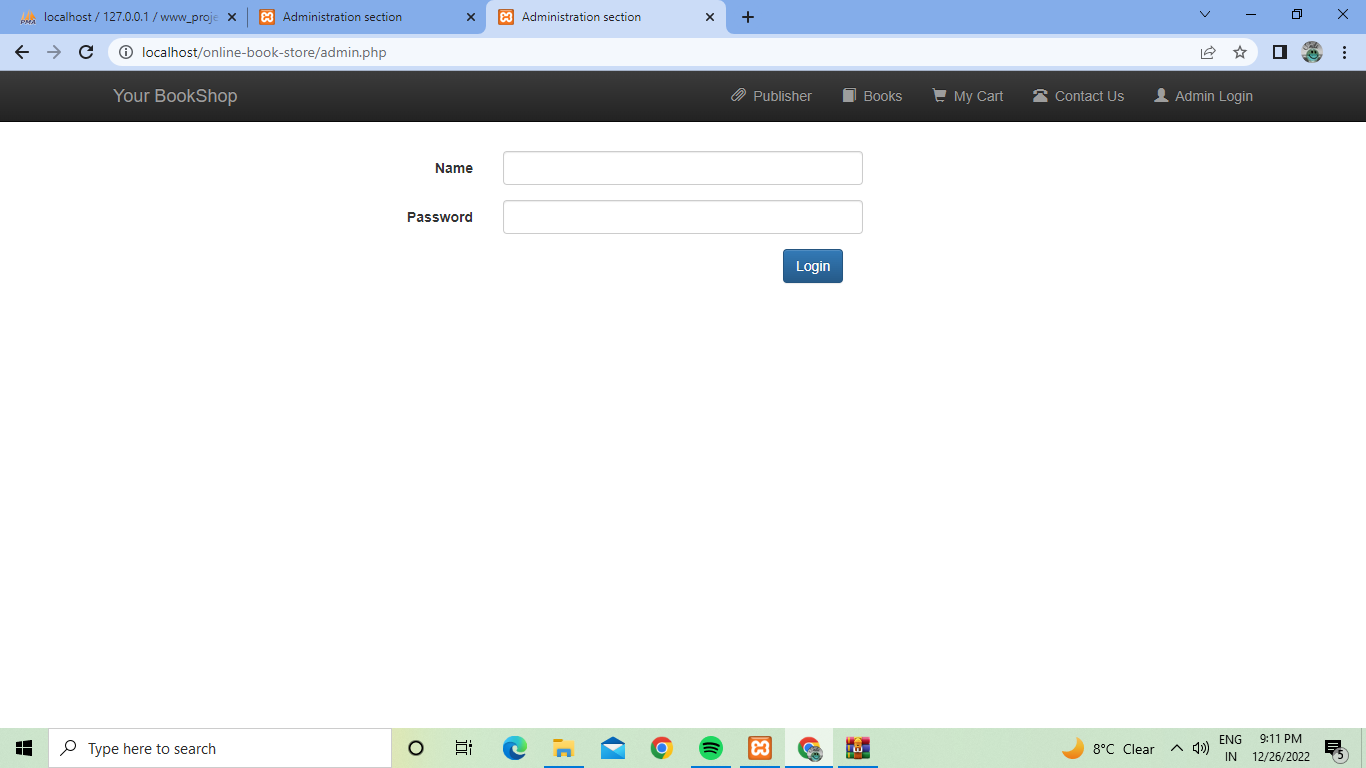 localhost / 127.0.0.1 / www_proje
Administration section
Administration section
localhost/online-book-store/admin.php
Your BookShop
Publisher
Books
My Cart
Contact Us
Admin Login
Name
Password
Login
Type here to search
8°C Clear
ENG
IN
9:11 PM
12/26/2022
5